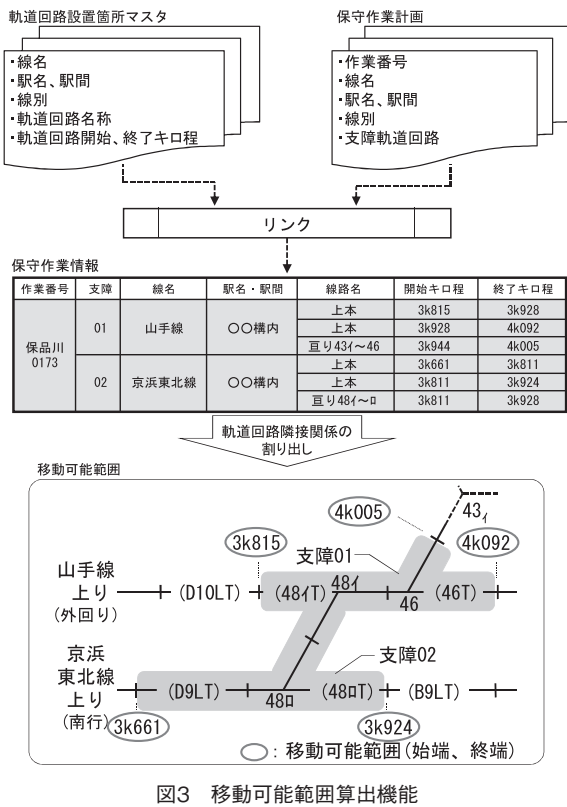 軌道回路設置箇所マスタ
・線名
・駅名、駅間
・線別
・軌道回路名称
・軌道回路開始、終了キロ程
保守作業計画
・作業番号
・線名
・駅名、駅間
・線別
・支障軌道回路
リンク
保守作業情報
作業番号 支障 線名 駅名・駅間 線路名 開始キロ程 終了キロ程
保品川
0173
01 山手線 〇〇構内
上本 3k815 3k928
上本 3k928 4k092
亘り43ｲ〜46 3k944 4k005
02 京浜東北線 〇〇構内
上本 3k661 3k811
上本 3k811 3k924
亘り48ｲ〜ﾛ 3k811 3k928
軌道回路隣接関係の
割り出し
移動可能範囲
4k005
43ｲ
3k815
4k092
支障01
山手線
上り
(外回り)
(D10LT)
(48ｲT)
48ｲ
46
(46T)
京浜
東北線
上り
(南行)
支障02
(D9LT)
48ﾛ
(48ﾛT)
(B9LT)
3k661
3k924
：移動可能範囲(始端、終端)
図3 移動可能範囲算出機能